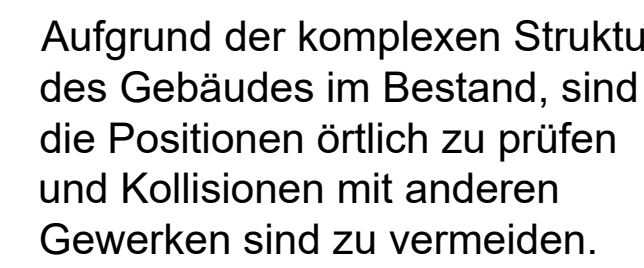 Aufgrund der komplexen Struktu
des Gebäudes im Bestand, sind
die Positionen örtlich zu prüfen
und Kollisionen mit anderen
Gewerken sind zu vermeiden.